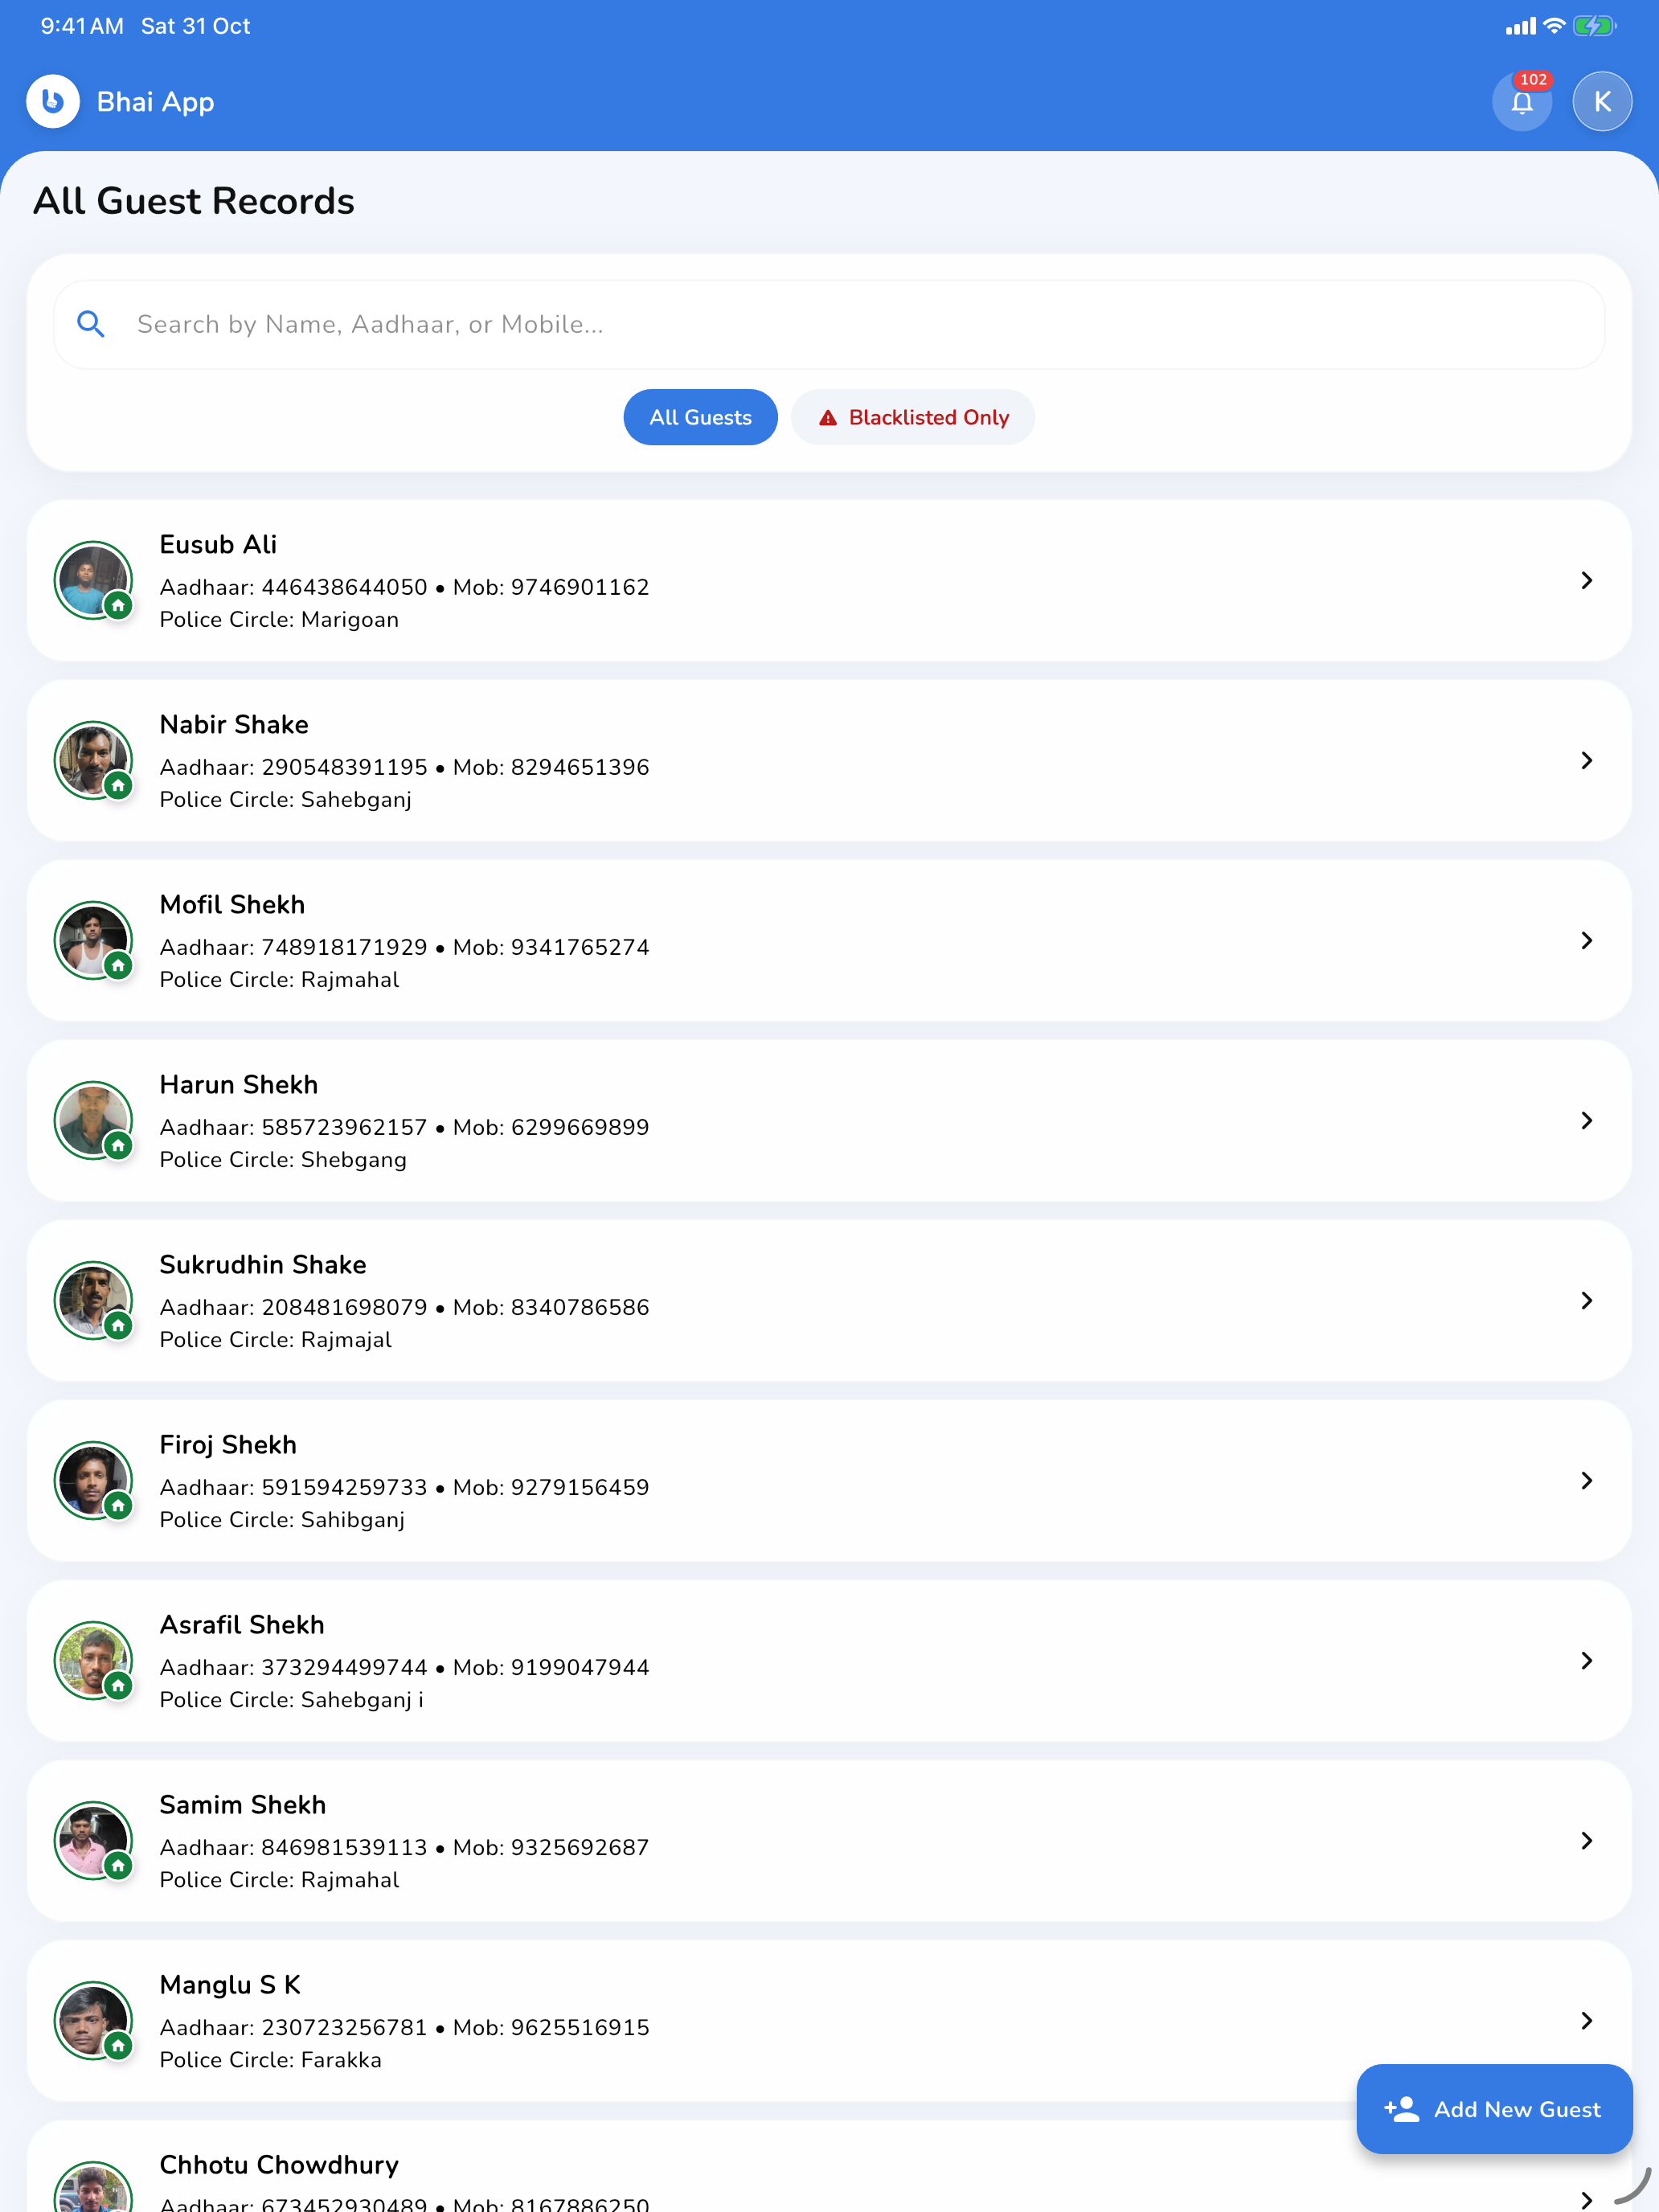 9:41 AM Sat 31 Oct
Bhai App
102
K
All Guest Records
Search by Name, Aadhaar, or Mobile...
All Guests
Blacklisted Only
Eusub Ali
Aadhaar: 446438644050 • Mob: 9746901162
Police Circle: Marigoan
Nabir Shake
Aadhaar: 290548391195 • Mob: 8294651396
Police Circle: Sahebganj
Mofil Shekh
Aadhaar: 748918171929 • Mob: 9341765274
Police Circle: Rajmahal
Harun Shekh
Aadhaar: 585723962157 • Mob: 6299669899
Police Circle: Shebgang
Sukrudhin Shake
Aadhaar: 208481698079 • Mob: 8340786586
Police Circle: Rajmajal
Firoj Shekh
Aadhaar: 591594259733 • Mob: 9279156459
Police Circle: Sahibganj
Asrafil Shekh
Aadhaar: 373294499744 • Mob: 9199047944
Police Circle: Sahebganj i
Samim Shekh
Aadhaar: 846981539113 • Mob: 9325692687
Police Circle: Rajmahal
Manglu S K
Aadhaar: 230723256781 • Mob: 9625516915
Police Circle: Farakka
Add New Guest
Chhotu Chowdhury
Aadhaar: 673452930489 • Mob: 8167886250